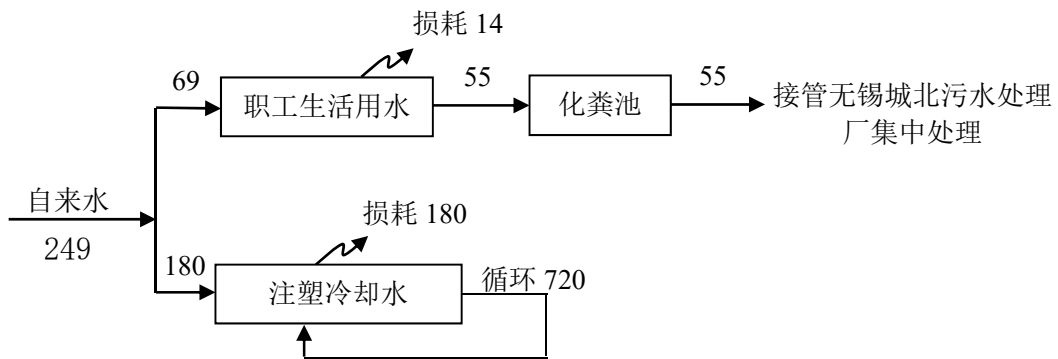 损耗 14
69
职工生活用水
55
化粪池
55
接管无锡城北污水处理
厂集中处理
自来水
249
损耗 180
180
注塑冷却水
循环 720